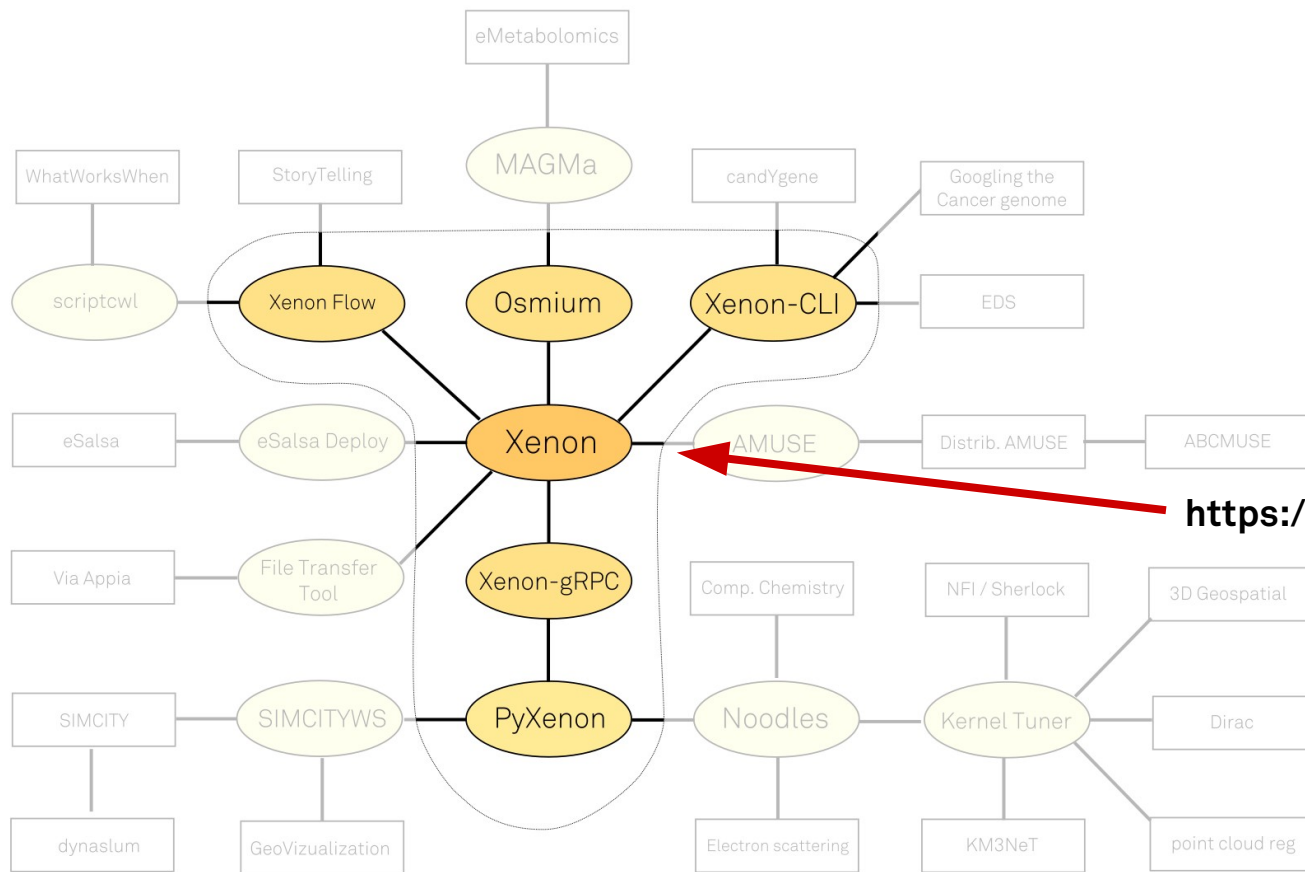 eMetabolomics
MAGMa
WhatWorksWhen
StoryTelling
candYgene
Googling the
Cancer genome
scriptcwl
Xenon Flow
Osmium
Xenon-CLI
EDS
eSalsa
eSalsa Deploy
Xenon
AMUSE
Distrib. AMUSE
ABCMUSE
https:/
Via Appia
File Transfer
Tool
Xenon-gRPC
Comp. Chemistry
NFI / Sherlock
3D Geospatial
SIMCITY
SIMCITYWS
PyXenon
Noodles
Kernel Tuner
Dirac
dynaslum
GeoVizualization
Electron scattering
KM3NeT
point cloud reg